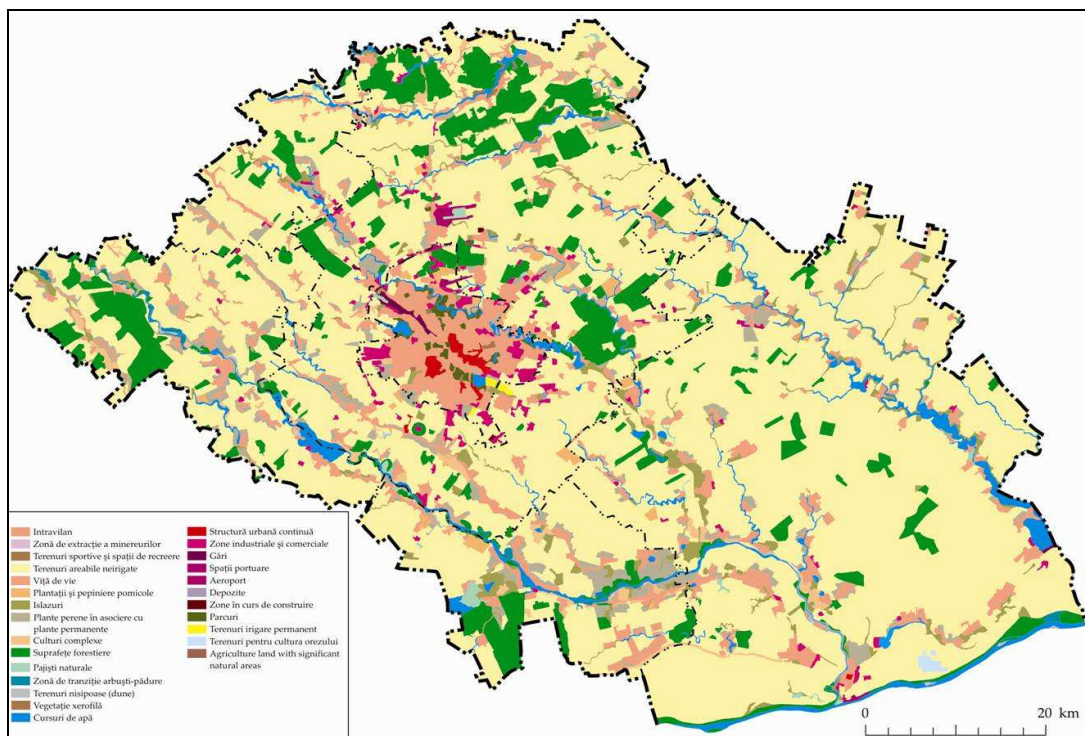 Intravilan
Zonă de extracție a minereurilor
Terenuri sportive și spații de recreere
Terenuri areabile neirigate
Viță de vie
Plantații și pepiniere pomicole
Islazuri
Plante perene în asociere cu
plante permanente
Culturi complexe
Suprafețe forestiere
Pajiști naturale
Zonă de tranziție arbuști-pădure
Terenuri nisipoase (dune)
Vegetație xerofilă
Cursuri de apă
Structură urbană continuă
Zone industriale și comerciale
Gări
Spații portuare
Aeroport
Depozite
Zone în curs de construire
Parcuri
Terenuri irigare permanent
Terenuri pentru cultura orezului
Agriculture land with significant
natural areas
0 20 km